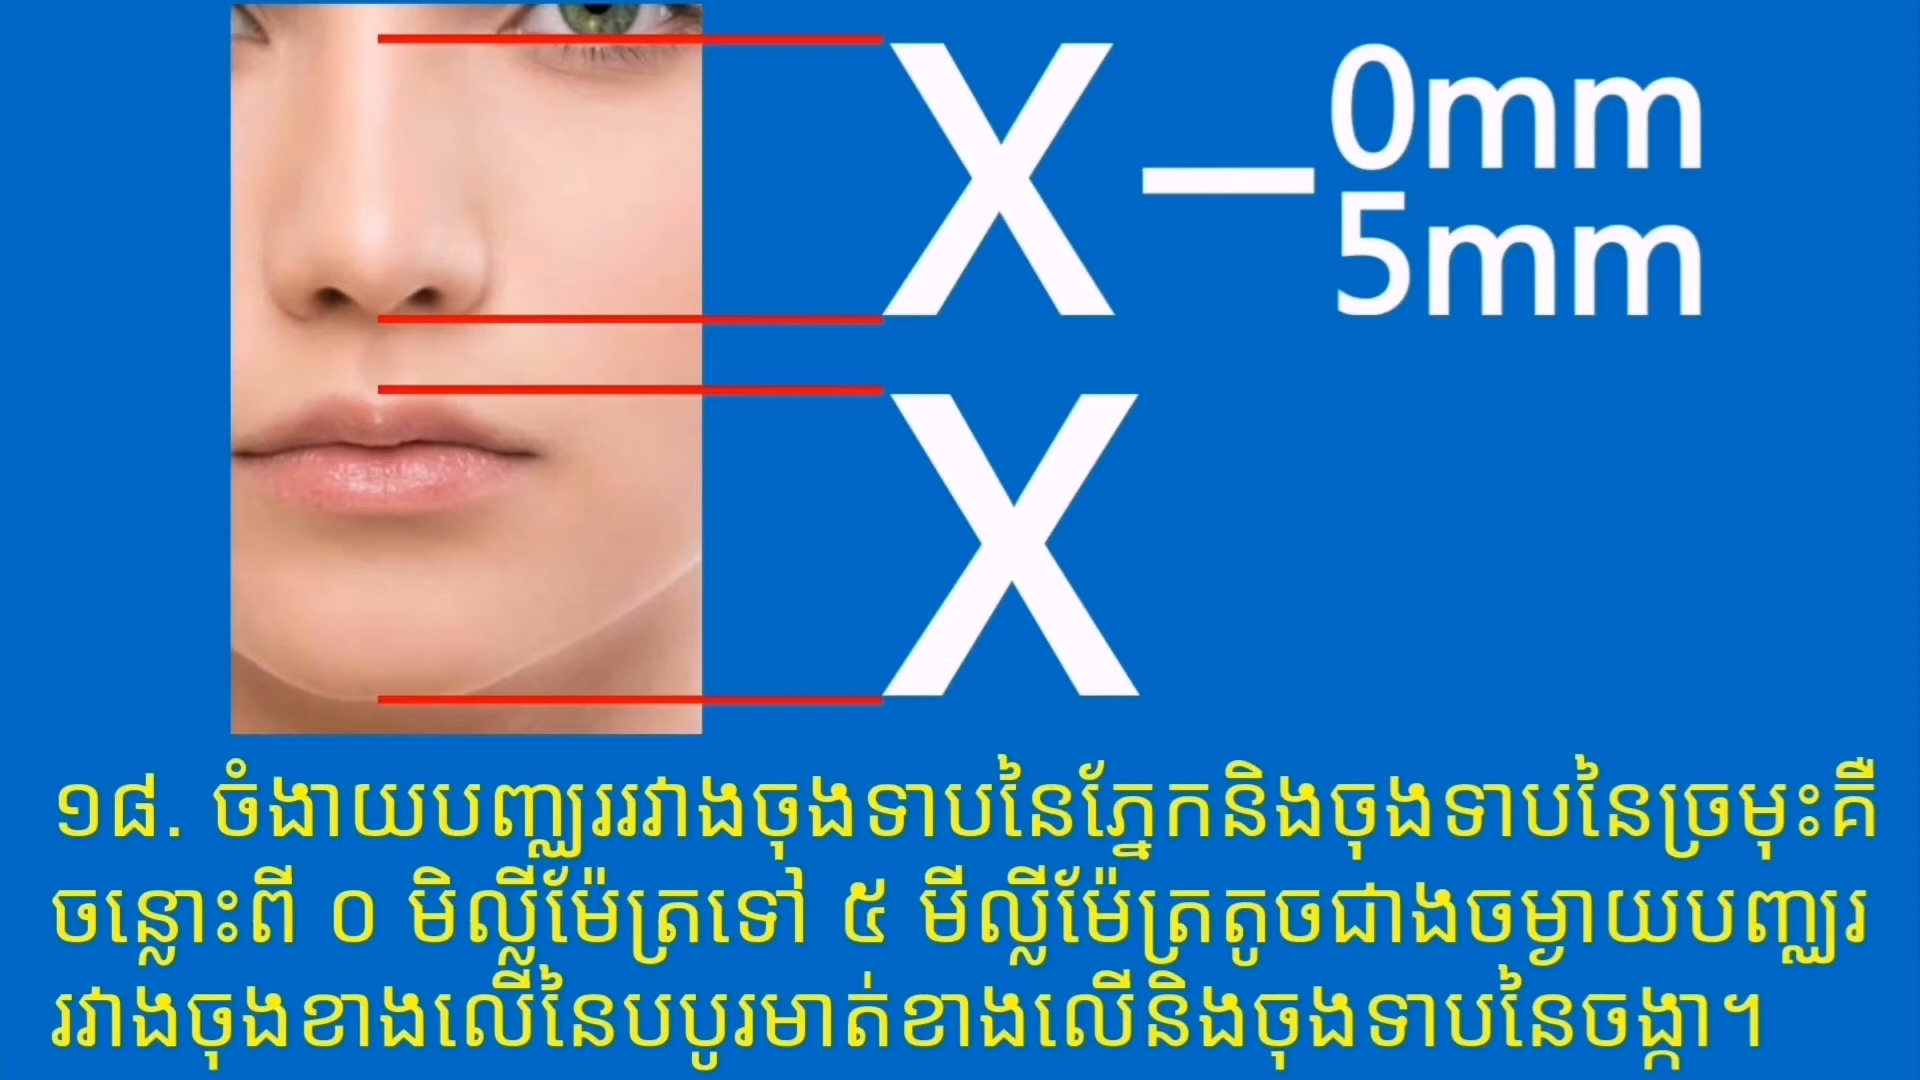 X – 0mm
5mm
X
១៨. ចំងាយបញ្ឈររវាងចុងទាបនៃភ្នែកនិងចុងទាបនៃច្រមុះគឺ
ចន្លោះពី ០ មិល្លីម៉ែត្រទៅ ៥ មីល្លីម៉ែត្រតូចជាងចម្ងាយបញ្ឈរ
រវាងចុងខាងលើនៃបបូរមាត់ខាងលើនិងចុងទាបនៃចង្កា។